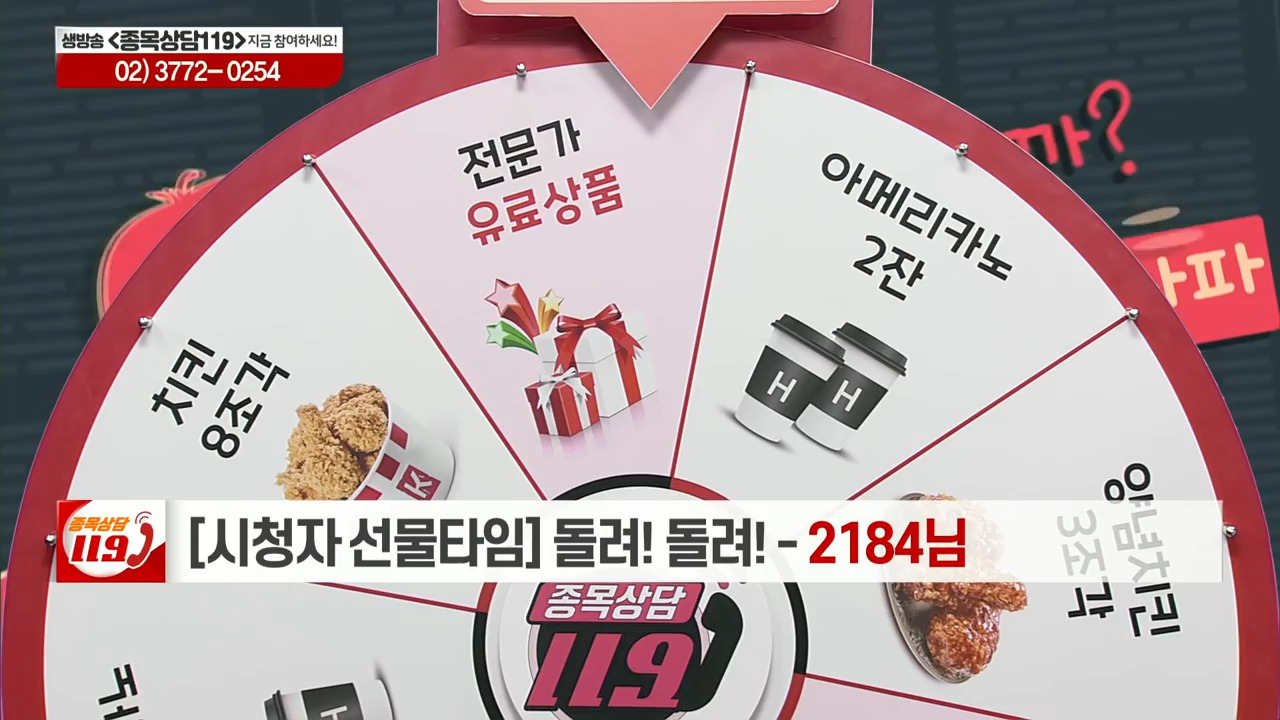 생방송 <종목상담119> 지금 참여하세요!
02) 3772-0254
까?
사파
전문가
유료상품
아메리카노
2잔
H H
치킨
8조각
K
양념치킨
3조각
종목상담
119
[시청자 선물타임] 돌려! 돌려! - 2184님
종목상담
119
H